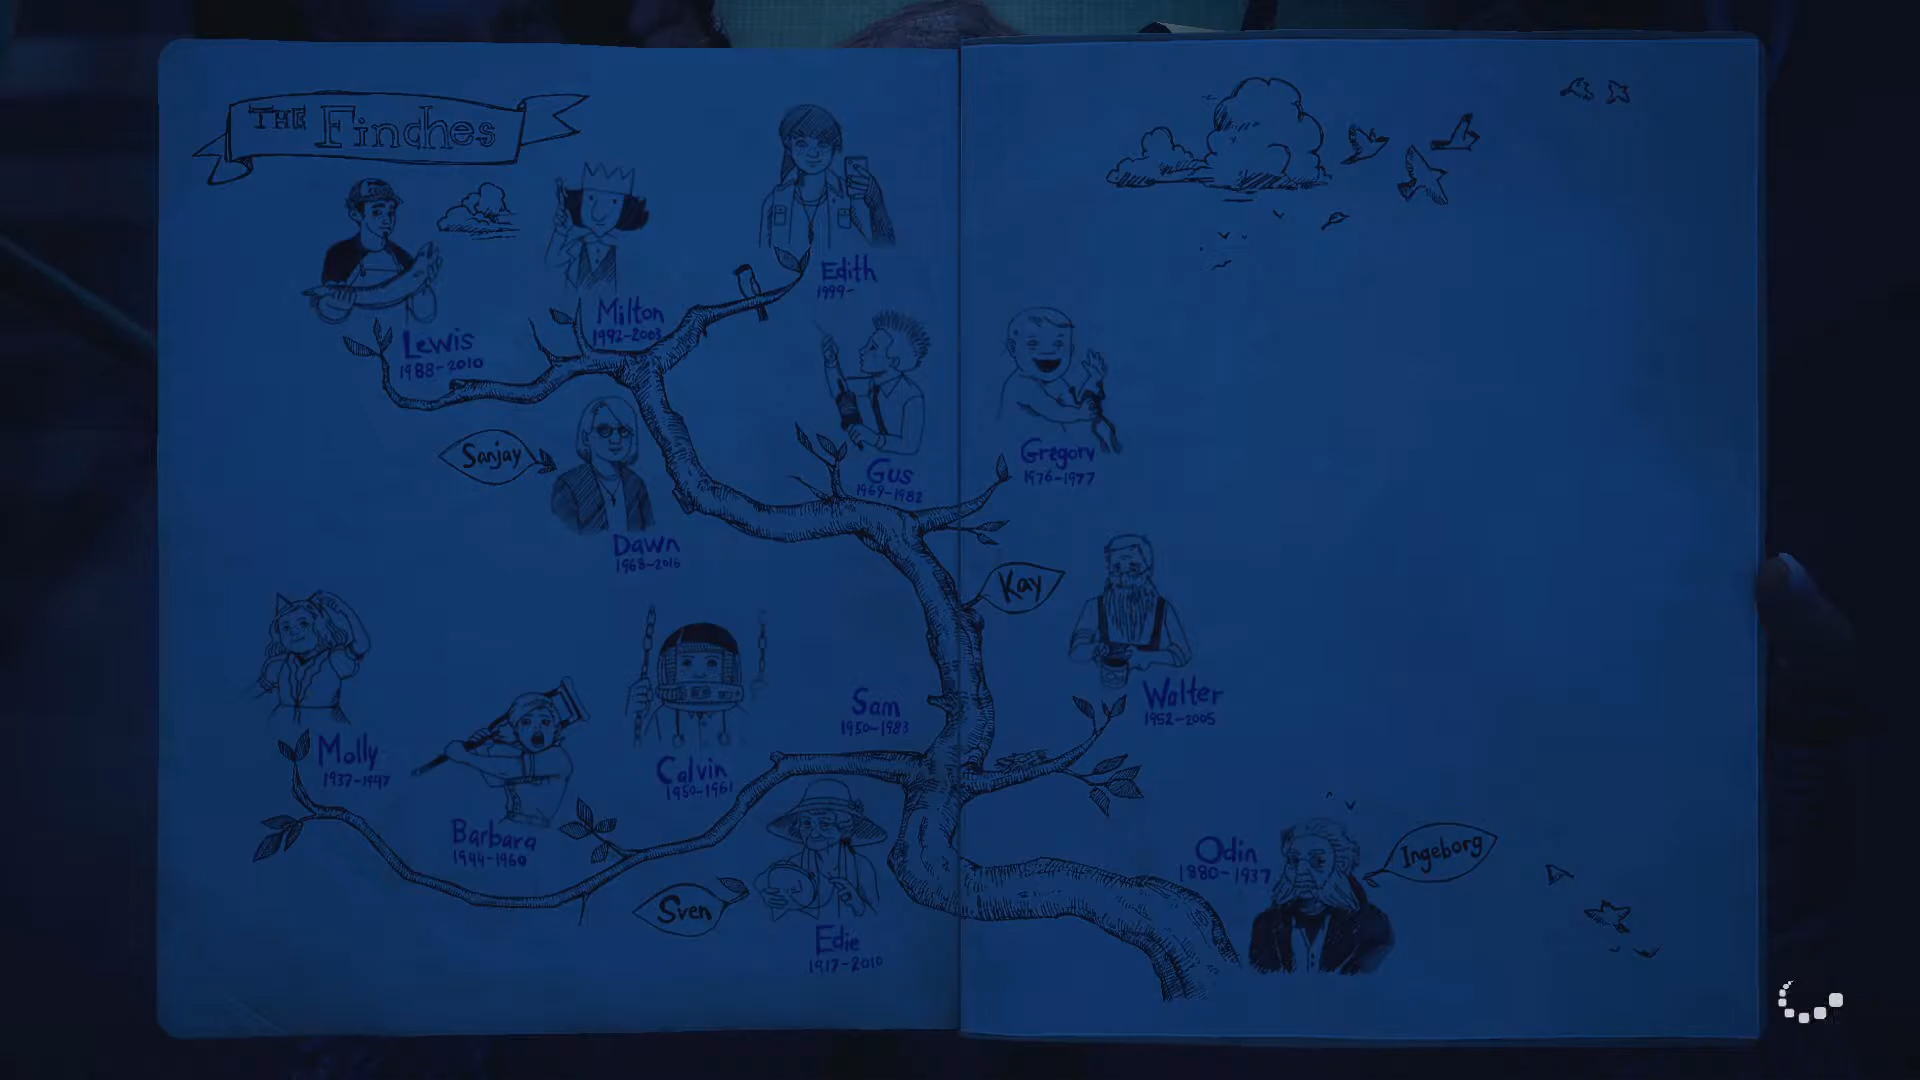 THE Finches
Edith
1999-
Milton
1992-2003
Lewis
1988-2010
Sanjay
Dawn
1968-2016
Gus
1969-1982
Gregory
1976-1977
Kay
Walter
1952-2005
Sam
1950-1983
Molly
1937-1947
Barbara
1944-1960
Calvin
1950-1961
Sven
Edie
1917-2010
Odin
1880-1937
Ingeborg